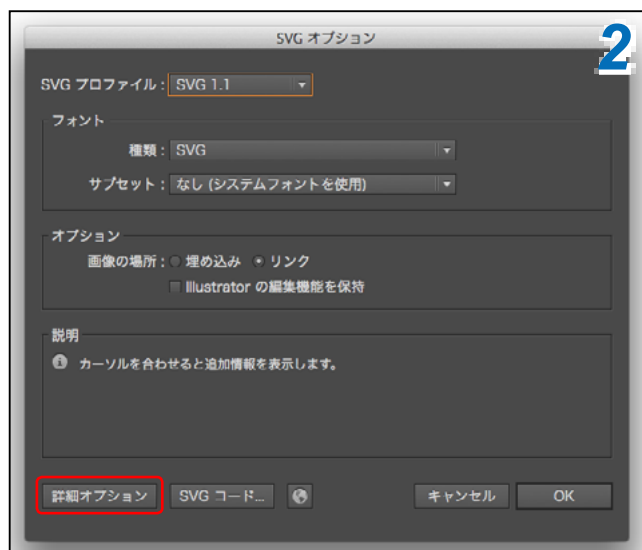 SVG オプション
2
SVG プロファイル : SVG 1.1
フォント
種類 : SVG
サブセット : なし (システムフォントを使用)
オプション
画像の場所 : 埋め込み リンク
Illustrator の編集機能を保持
説明
カーソルを合わせると追加情報を表示します。
詳細オプション SVG コード... キャンセル OK